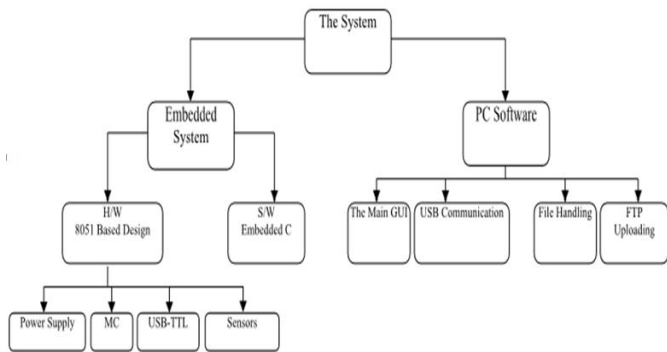 The System
Embedded
System
PC Software
H/W
8051 Based Design
S/W
Embedded C
The Main GUI
USB Communication
File Handling
FTP
Uploading
Power Supply
MC
USB-TTL
Sensors